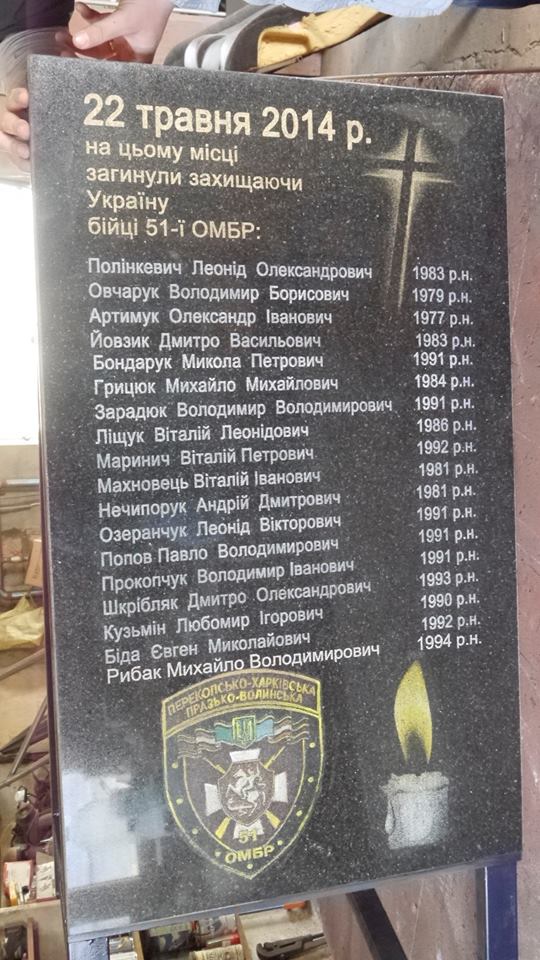 22 травня 2014 р.
на цьому місці
загинули захищаючи
Україну
бійці 51-ї ОМБР:
Полінкевич Леонід Олександрович 1983 р.н.
Овчарук Володимир Борисович 1979 р.н.
Артимук Олександр Іванович 1977 р.н.
Йовзик Дмитро Васильович 1983 р.н.
Бондарук Микола Петрович 1991 р.н.
Грицюк Михайло Михайлович 1984 р.н.
Зарадюк Володимир Володимирович 1991 р.н.
Ліщук Віталій Леонідович 1986 р.н.
Маринич Віталій Петрович 1992 р.н.
Махновець Віталій Іванович 1981 р.н.
Нечипорук Андрій Дмитрович 1981 р.н.
Озеранчук Леонід Вікторович 1991 р.н.
Попов Павло Володимирович 1991 р.н.
Прокопчук Володимир Іванович 1991 р.н.
Шкрібляк Дмитро Олександрович 1993 р.н.
Кузьмін Любомир Ігорович 1990 р.н.
Біда Євген Миколайович 1992 р.н.
Рибак Михайло Володимирович 1994 р.н.
ПЕРЕКОПСЬКО-ХАРКІВСЬКА
ПРАЗЬКО-ВОЛИНСЬКА
51
ОМБР